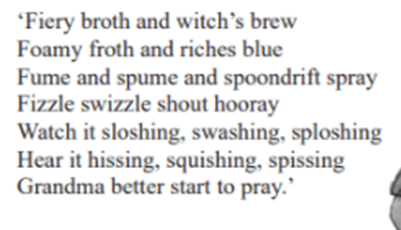 ‘Fiery broth and witch’s brew
Foamy froth and riches blue
Fume and spume and spoondrift spray
Fizzle swizzle shout hooray
Watch it sloshing, swashing, sploshing
Hear it hissing, squishing, spissing
Grandma better start to pray.’